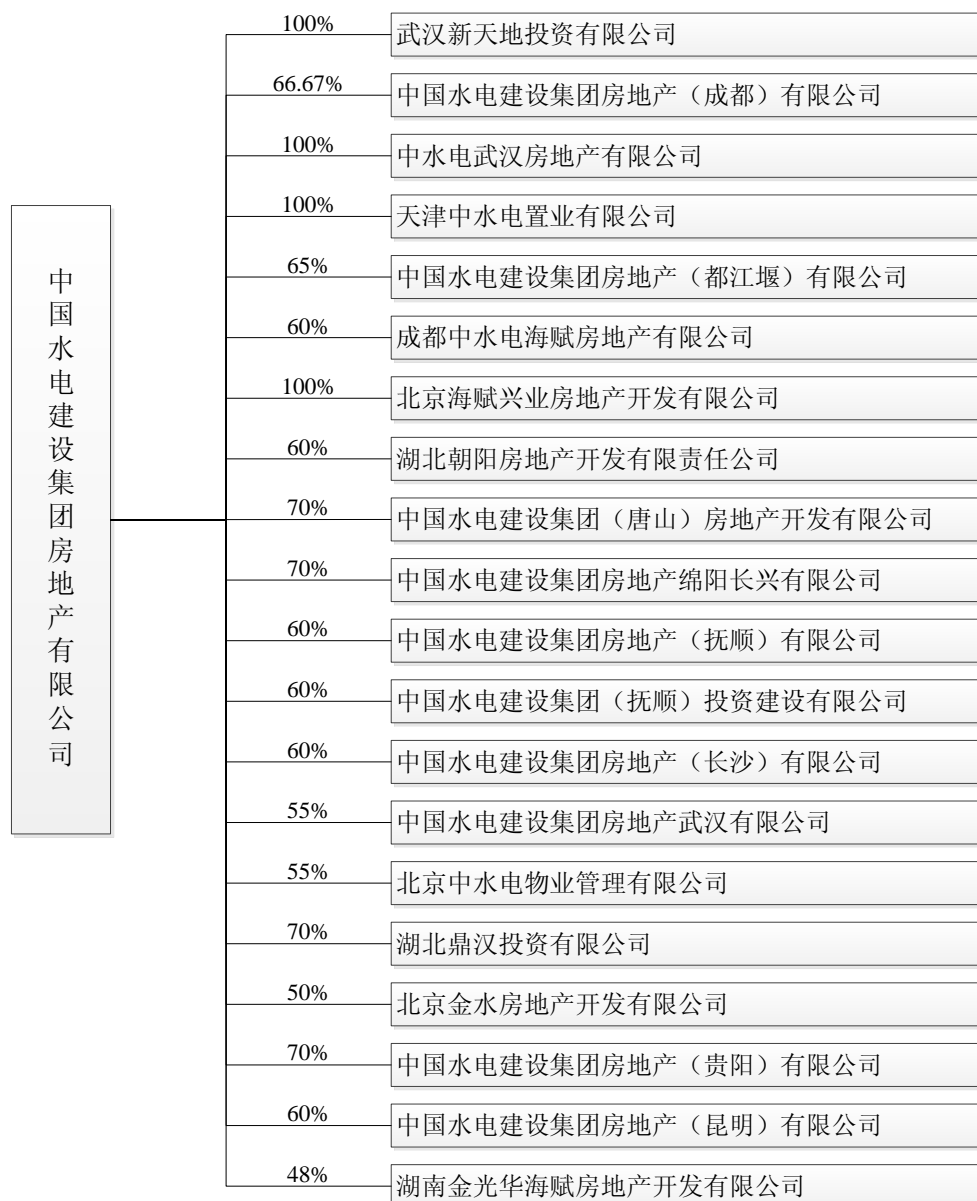 中国水电建设集团房地产有限公司
100%
武汉新天地投资有限公司
66.67%
中国水电建设集团房地产（成都）有限公司
100%
中水电武汉房地产有限公司
100%
天津中水电置业有限公司
65%
中国水电建设集团房地产（都江堰）有限公司
60%
成都中水电海赋房地产有限公司
100%
北京海赋兴业房地产开发有限公司
60%
湖北朝阳房地产开发有限责任公司
70%
中国水电建设集团（唐山）房地产开发有限公司
70%
中国水电建设集团房地产绵阳长兴有限公司
60%
中国水电建设集团房地产（抚顺）有限公司
60%
中国水电建设集团（抚顺）投资建设有限公司
60%
中国水电建设集团房地产（长沙）有限公司
55%
中国水电建设集团房地产武汉有限公司
55%
北京中水电物业管理有限公司
70%
湖北鼎汉投资有限公司
50%
北京金水房地产开发有限公司
70%
中国水电建设集团房地产（贵阳）有限公司
60%
中国水电建设集团房地产（昆明）有限公司
48%
湖南金光华海赋房地产开发有限公司